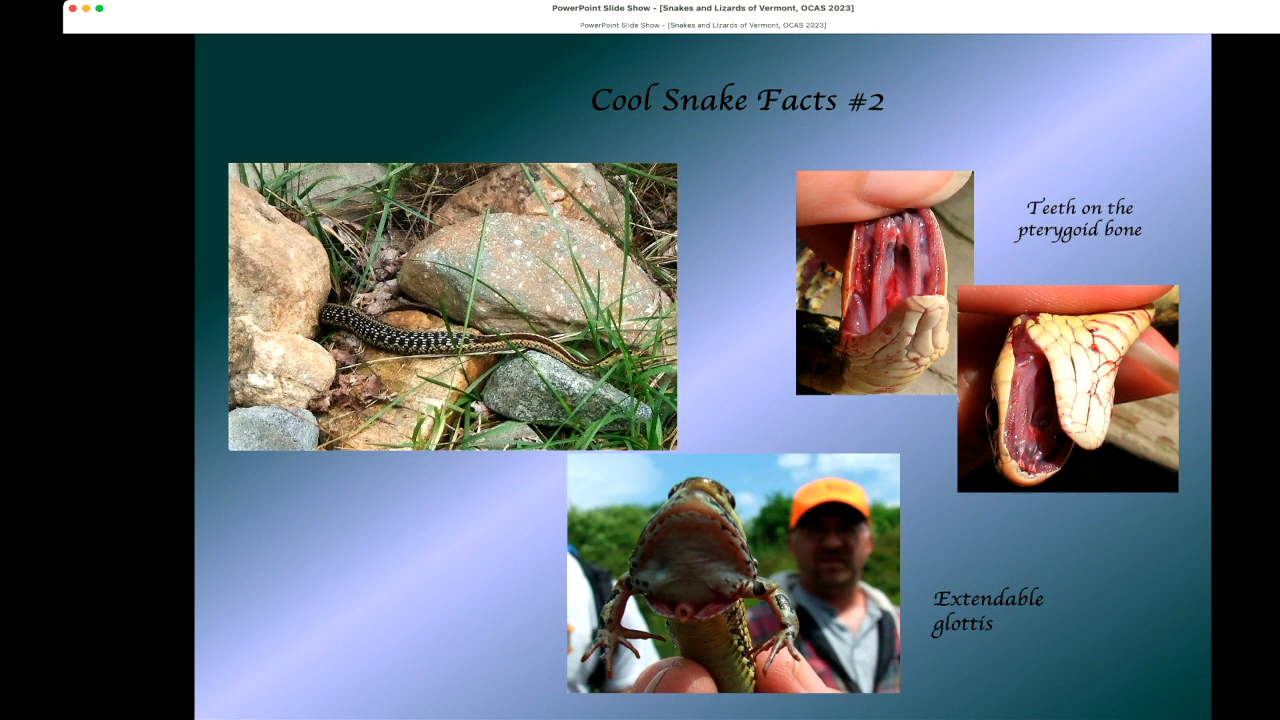 PowerPoint Slide Show - [Snakes and Lizards of Vermont, OCAS 2023]
PowerPoint Slide Show - [Snakes and Lizards of Vermont, OCAS 2023]
Cool Snake Facts #2
Teeth on the
pterygoid bone
Extendable
glottis